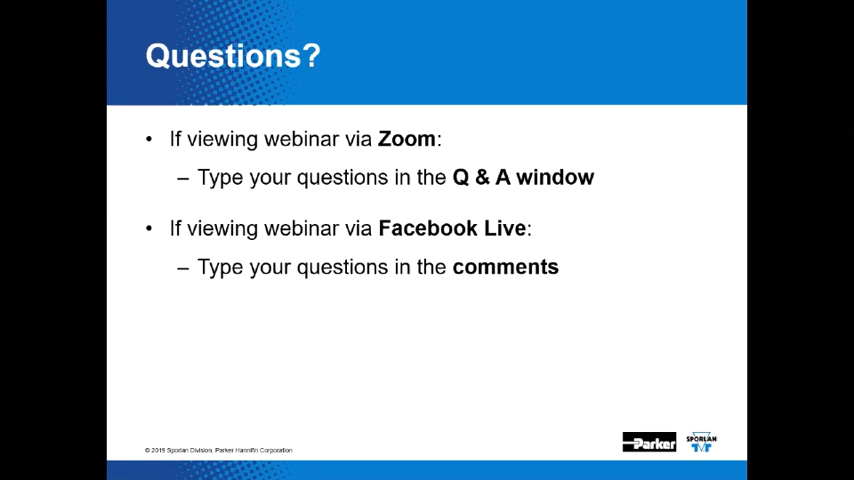 Questions?
• If viewing webinar via Zoom:
– Type your questions in the Q & A window
• If viewing webinar via Facebook Live:
– Type your questions in the comments
© 2019 Sporlan Division, Parker Hannifin Corporation
Parker
SPORLAN